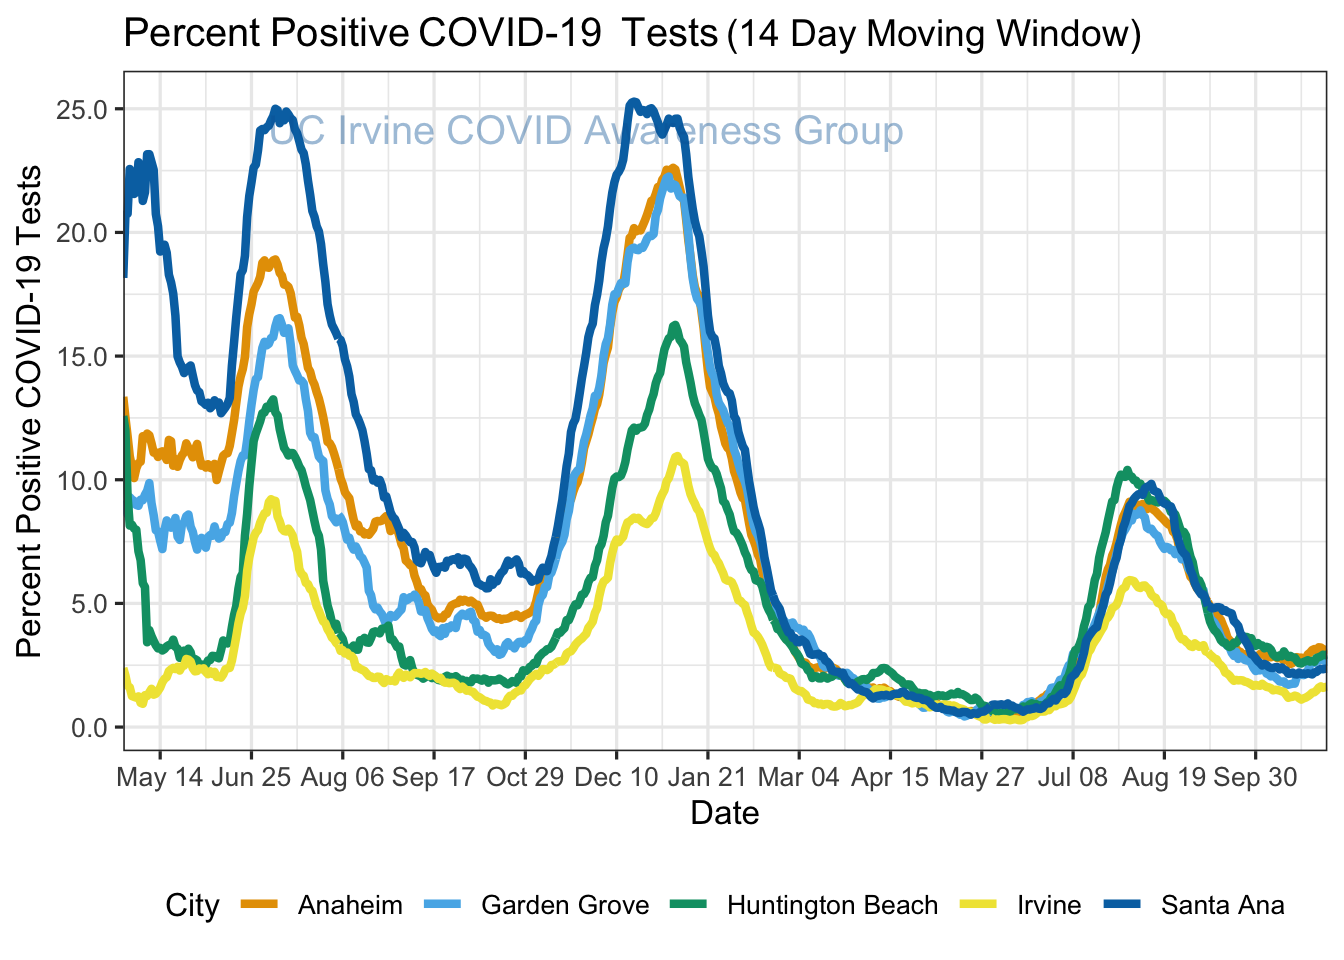 Percent Positive COVID-19 Tests (14 Day Moving Window)
UC Irvine COVID Awareness Group
Percent Positive COVID-19 Tests
25.0
20.0
15.0
10.0
5.0
0.0
May 14 Jun 25 Aug 06 Sep 17 Oct 29 Dec 10 Jan 21 Mar 04 Apr 15 May 27 Jul 08 Aug 19 Sep 30
Date
City Anaheim Garden Grove Huntington Beach Irvine Santa Ana